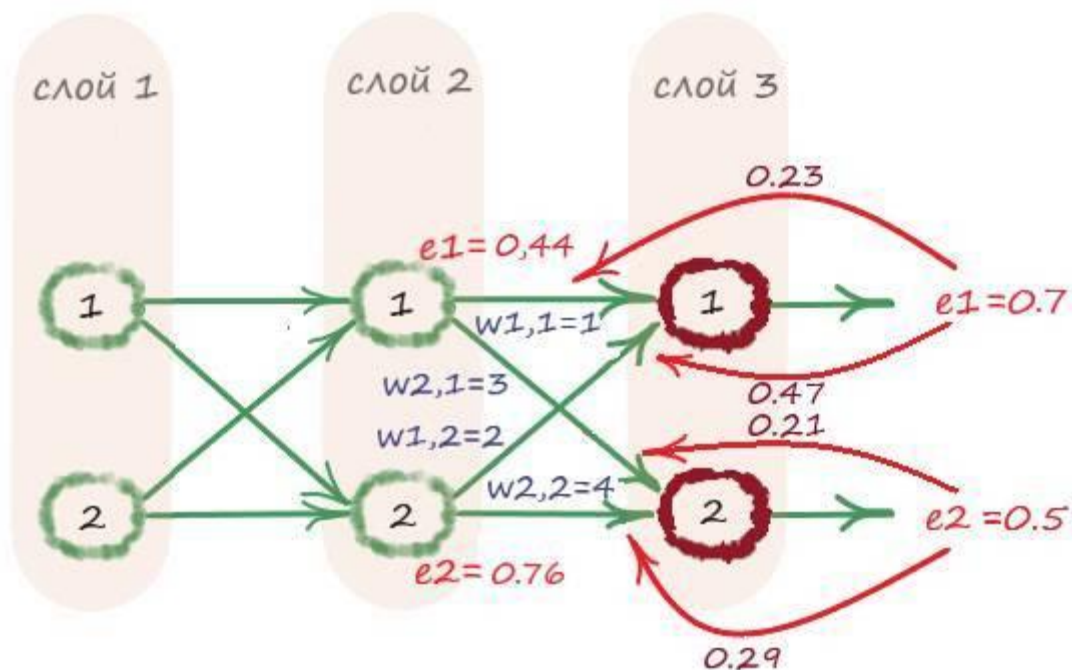 слой 1
слой 2
слой 3
0.23
e1= 0,44
1
1
1
e1 =0.7
w1,1=1
w2,1=3
0.47
w1,2=2
0.21
w2,2=4
2
2
2
e2 =0.5
e2= 0.76
0.29